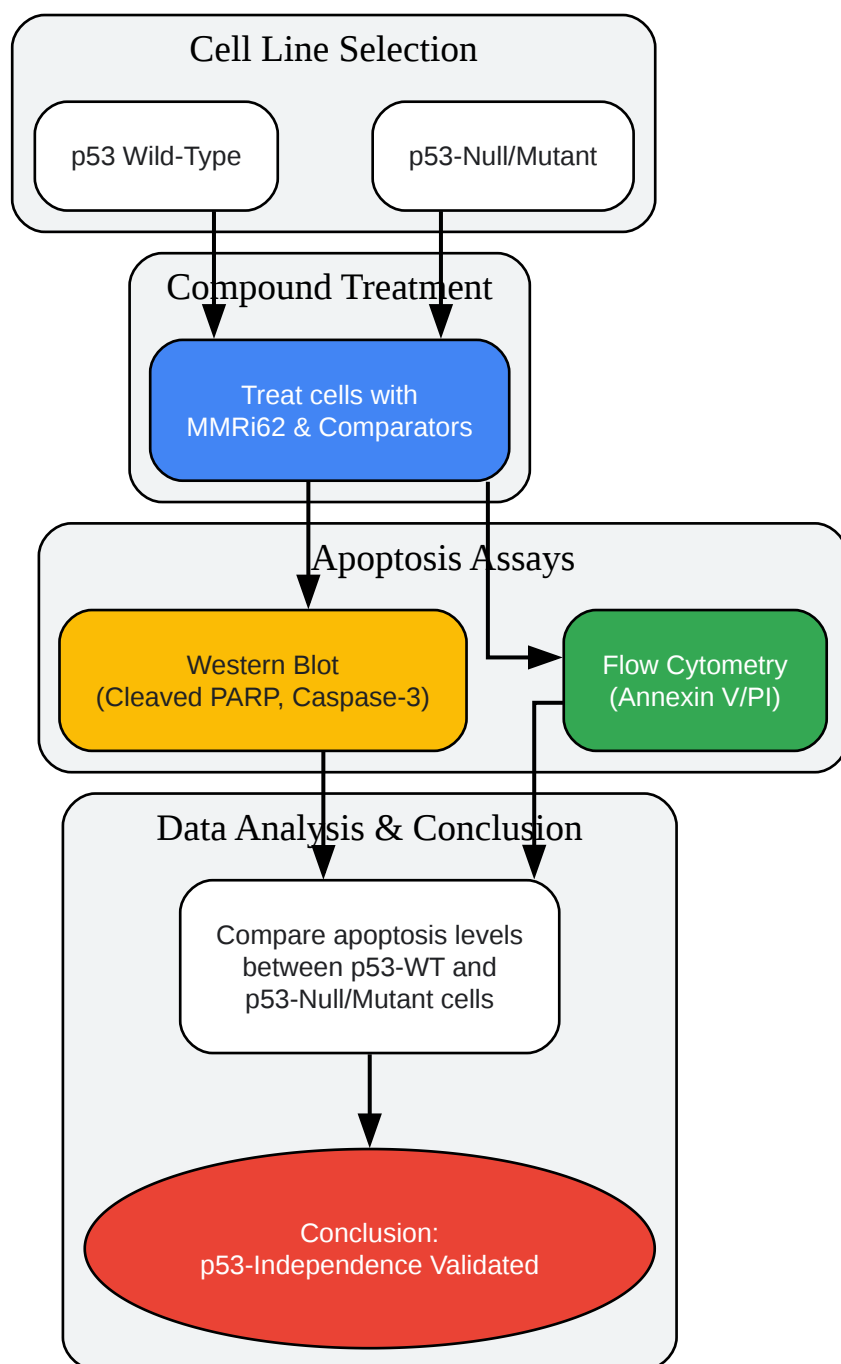 Cell Line Selection
p53 Wild-Type
p53-Null/Mutant
Compound Treatment
Treat cells with
MMRi62 & Comparators
Apoptosis Assays
Western Blot
(Cleaved PARP, Caspase-3)
Flow Cytometry
(Annexin V/PI)
Data Analysis & Conclusion
Compare apoptosis levels
between p53-WT and
p53-Null/Mutant cells
Conclusion:
p53-Independence Validated